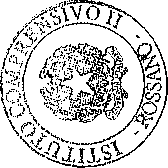 ISTITUTO COMPRENSIVO II - ROSSANO -